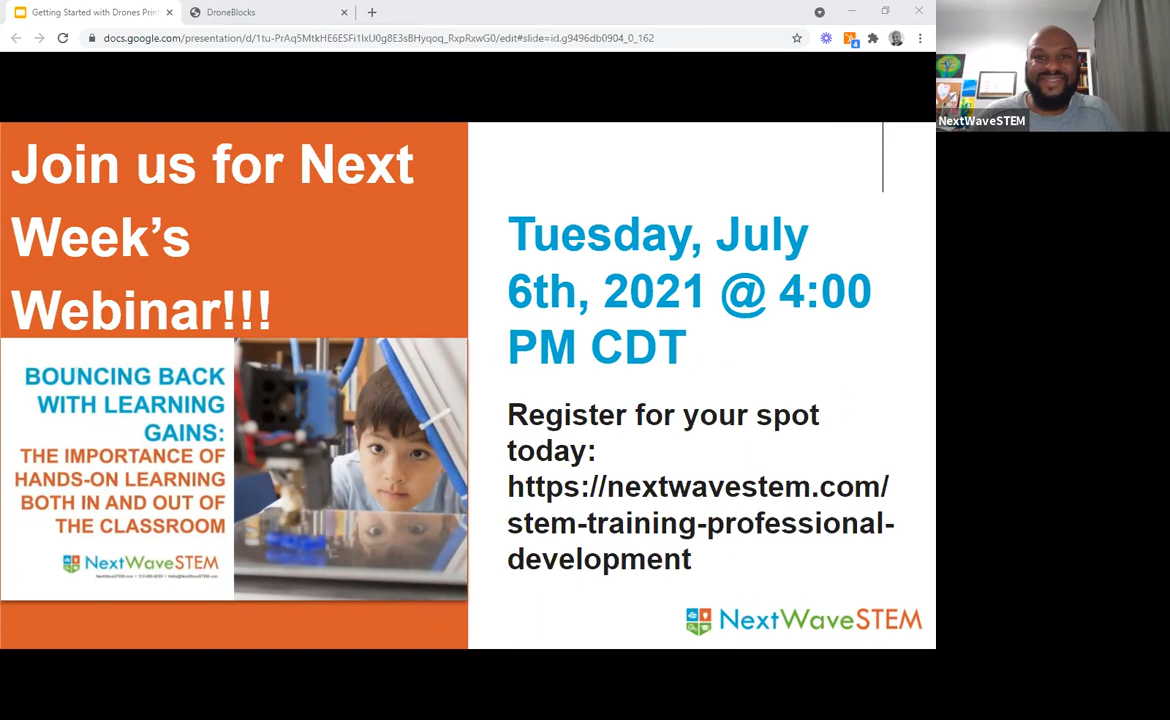 Getting Started with Drones Prin
DroneBlocks
docs.google.com/presentation/d/1tu-PrAq5MtkHE6ESFi1IxU0g8E3sBHyqoq_RxpRxwG0/edit#slide=id.g9496db0904_0_162
4
NextWaveSTEM
Join us for Next
Week’s
Webinar!!!
BOUNCING BACK
WITH LEARNING
GAINS:
THE IMPORTANCE OF
HANDS-ON LEARNING
BOTH IN AND OUT OF
THE CLASSROOM
NextWaveSTEM
Tuesday, July
6th, 2021 @ 4:00
PM CDT
Register for your spot
today:
https://nextwavestem.com/
stem-training-professional-
development
NextWaveSTEM